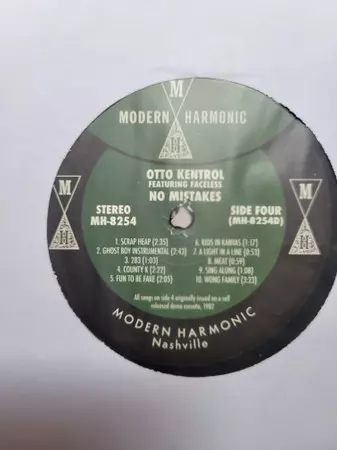 M
MODERN HARMONIC
H
OTTO KENTROL
FEATURING FACELESS
NO MISTAKES
STEREO
MH-8254
SIDE FOUR
(MH-8254D)
M
H
M
H
1. SCRAP HEAP (2:35)
2. GHOST BOY INSTRUMENTAL (2:43)
3. 283 (1:03)
4. COUNTY K (2:22)
5. FUN TO BE FAKE (2:05)
6. KIDS IN KANSAS (1:17)
7. A LIGHT IN A LINE (0:53)
8. MEAT (0:59)
9. SING ALONG (1:08)
10. WONG FAMILY (3:23)
All songs on side 4 originally issued on a self
released demo cassette, 1982
MODERN HARMONIC
Nashville